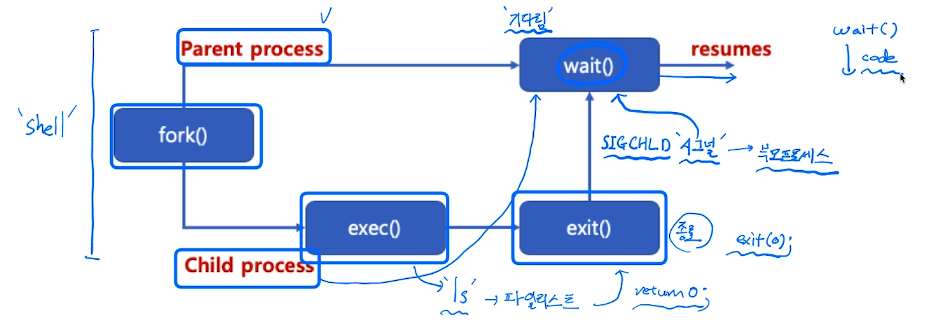 '기다림'
Parent process
wait()
resumes
wait()
code
'shell'
fork()
SIGCHLD '시그널' → 부모프로세스
exec()
exit()
종료
exit(0);
Child process
'ls' → 파일리스트
return 0;